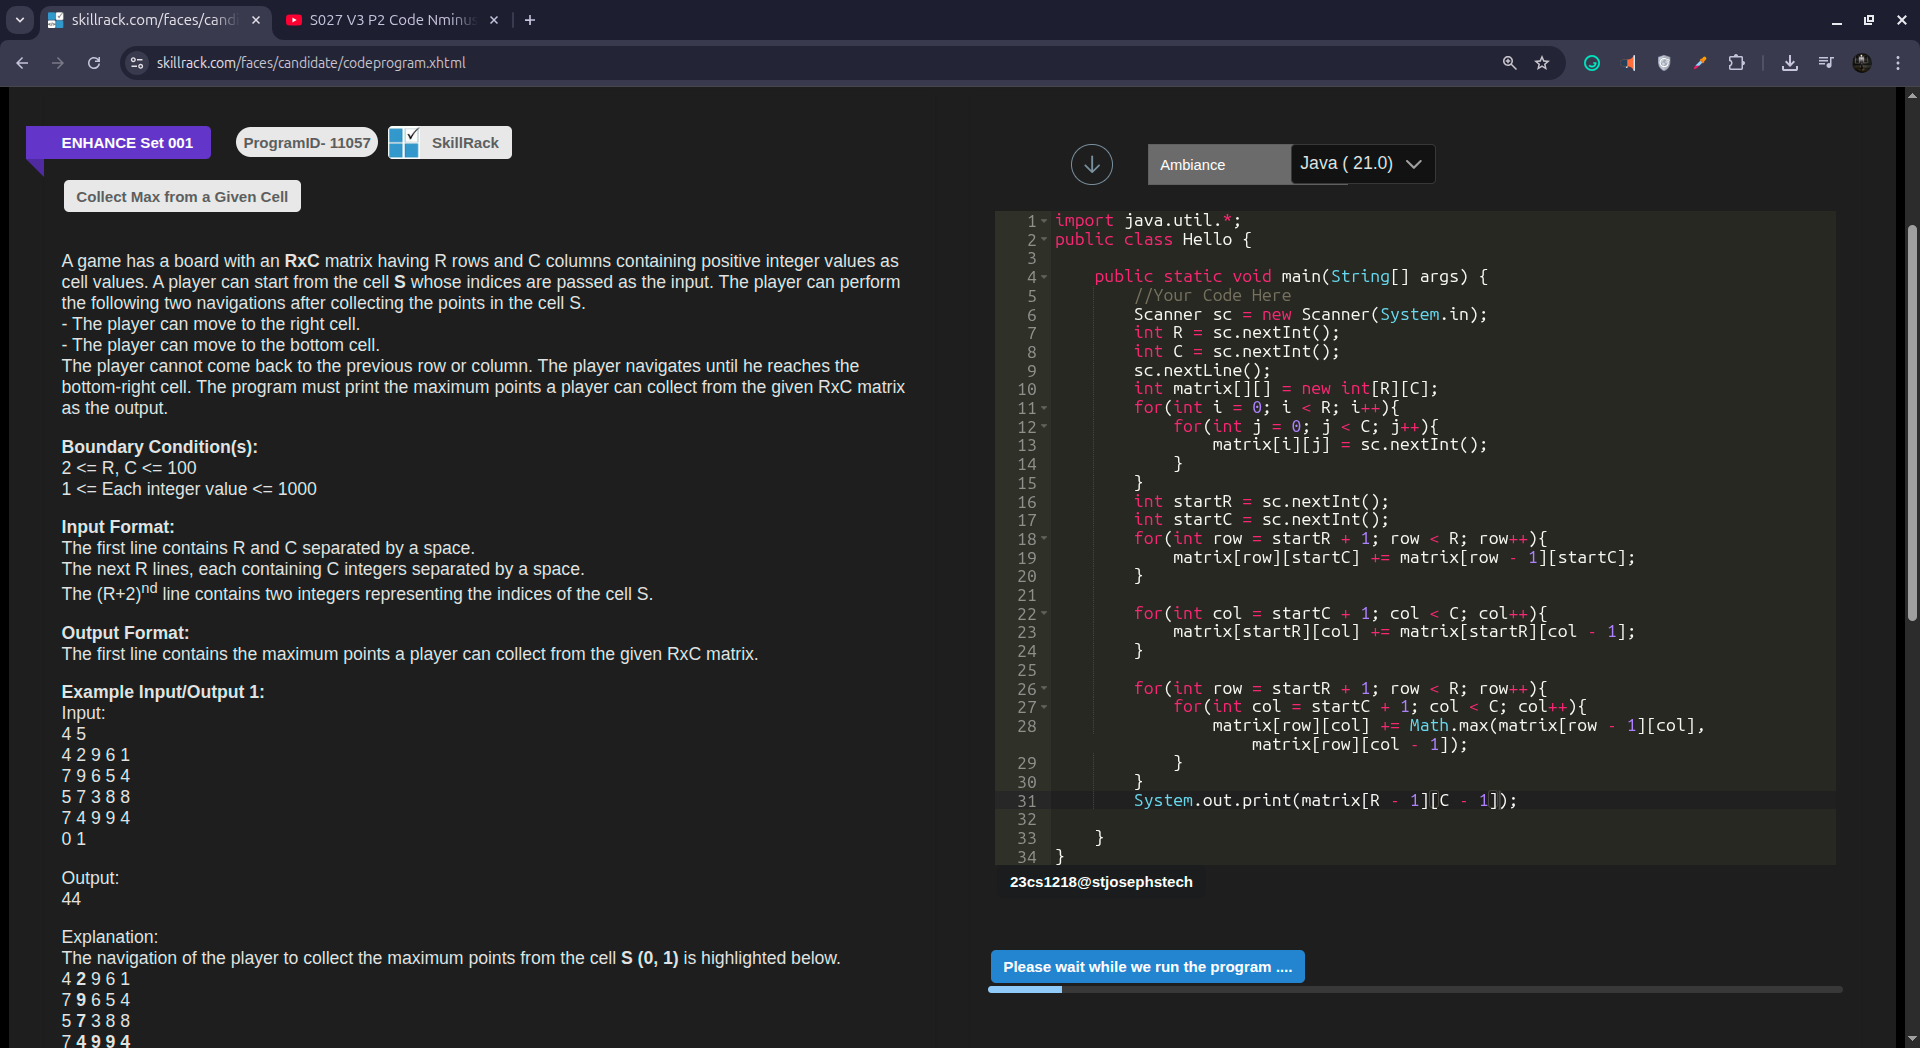 skillrack.com/faces/candi
S027 V3 P2 Code Nminus
skillrack.com/faces/candidate/codeprogram.xhtml
ENHANCE Set 001
ProgramID- 11057
SkillRack
Collect Max from a Given Cell
A game has a board with an RxC matrix having R rows and C columns containing positive integer values as
cell values. A player can start from the cell S whose indices are passed as the input. The player can perform
the following two navigations after collecting the points in the cell S.
- The player can move to the right cell.
- The player can move to the bottom cell.
The player cannot come back to the previous row or column. The player navigates until he reaches the
bottom-right cell. The program must print the maximum points a player can collect from the given RxC matrix
as the output.
Boundary Condition(s):
2 <= R, C <= 100
1 <= Each integer value <= 1000
Input Format:
The first line contains R and C separated by a space.
The next R lines, each containing C integers separated by a space.
The (R+2)nd line contains two integers representing the indices of the cell S.
Output Format:
The first line contains the maximum points a player can collect from the given RxC matrix.
Example Input/Output 1:
Input:
4 5
4 2 9 6 1
7 9 6 5 4
5 7 3 8 8
7 4 9 9 4
0 1
Output:
44
Explanation:
The navigation of the player to collect the maximum points from the cell S (0, 1) is highlighted below.
4 2 9 6 1
7 9 6 5 4
5 7 3 8 8
7 4 9 9 4
Ambiance
Java ( 21.0)
1 import java.util.*;
2 public class Hello {
3
4 public static void main(String[] args) {
5 //Your Code Here
6 Scanner sc = new Scanner(System.in);
7 int R = sc.nextInt();
8 int C = sc.nextInt();
9 sc.nextLine();
10 int matrix[][] = new int[R][C];
11 for(int i = 0; i < R; i++){
12 for(int j = 0; j < C; j++){
13 matrix[i][j] = sc.nextInt();
14 }
15 }
16 int startR = sc.nextInt();
17 int startC = sc.nextInt();
18 for(int row = startR + 1; row < R; row++){
19 matrix[row][startC] += matrix[row - 1][startC];
20 }
21
22 for(int col = startC + 1; col < C; col++){
23 matrix[startR][col] += matrix[startR][col - 1];
24 }
25
26 for(int row = startR + 1; row < R; row++){
27 for(int col = startC + 1; col < C; col++){
28 matrix[row][col] += Math.max(matrix[row - 1][col],
matrix[row][col - 1]);
29 }
30 }
31 System.out.print(matrix[R - 1][C - 1]);
32
33 }
34 }
23cs1218@stjosephstech
Please wait while we run the program ....